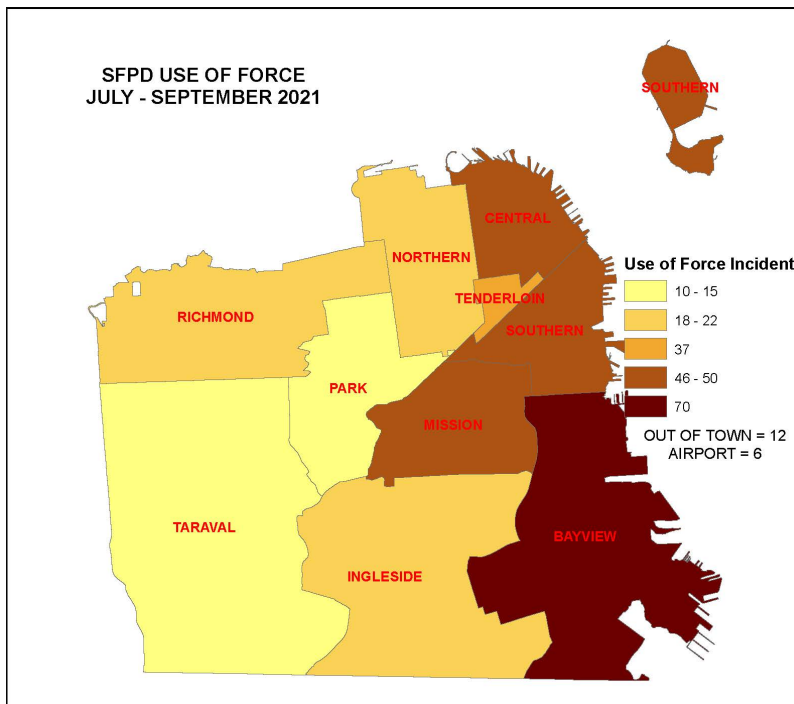 SFPD USE OF FORCE
JULY - SEPTEMBER 2021
SOUTHERN
CENTRAL
NORTHERN
Use of Force Incident
10 - 15
18 - 22
37
46 - 50
70
OUT OF TOWN = 12
AIRPORT = 6
TENDERLOIN
RICHMOND
SOUTHERN
PARK
MISSION
TARAVAL
BAYVIEW
INGLESIDE